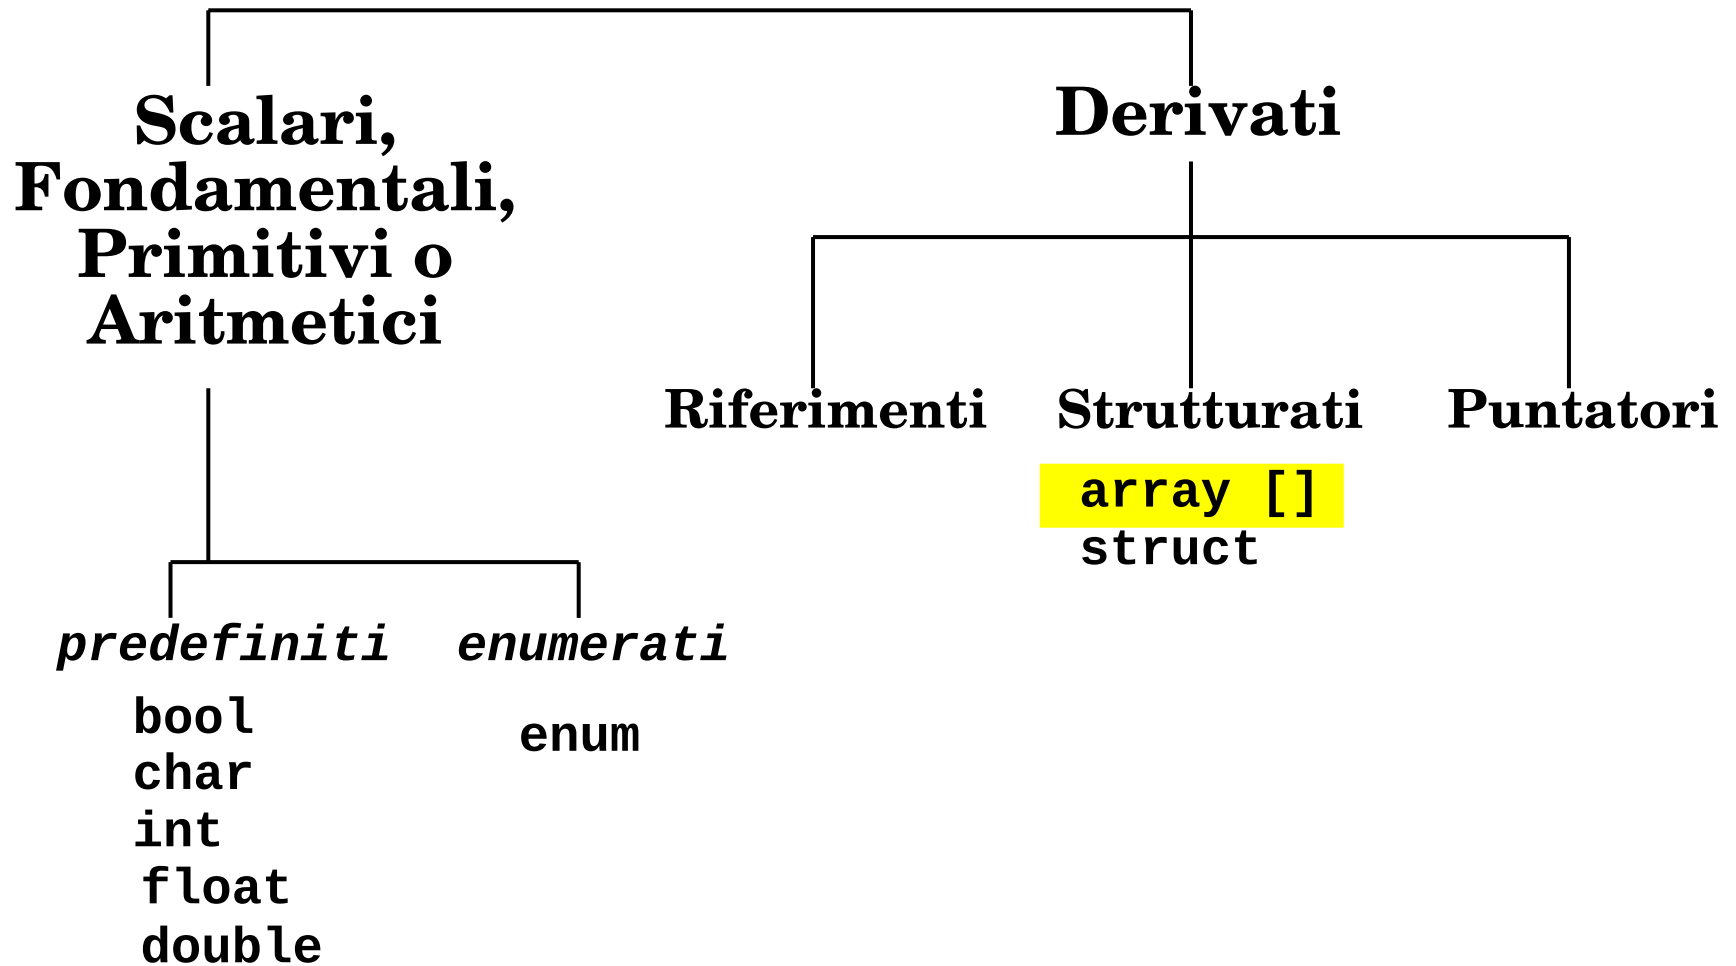 Scalari,
Fondamentali,
Primitivi o
Aritmetici
Derivati
Riferimenti
Strutturati
Puntatori
array []
struct
predefiniti
enumerati
bool
char
int
float
double
enum